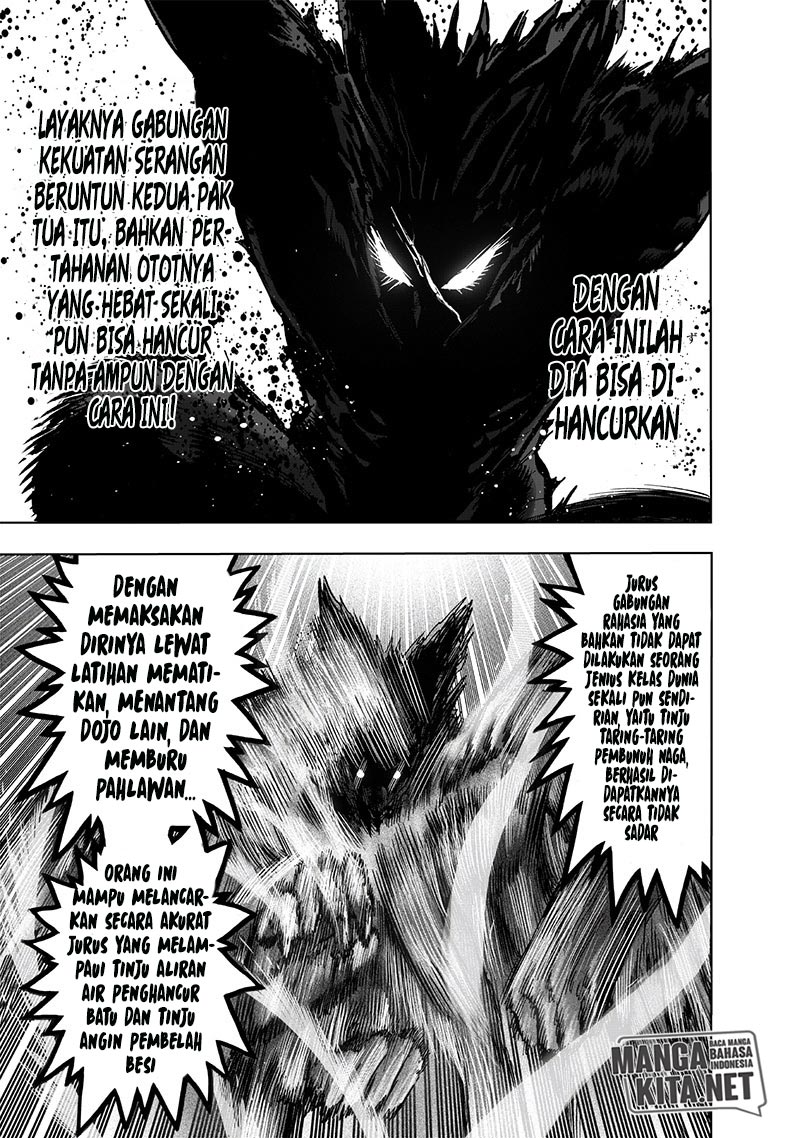 DENGAN
CARA INILAH
DIA BISA DI-
HANCURKAN
LAYAKNYA GABUNGAN
KEKUATAN SERANGAN
BERUNTUN KEDUA PAK
TUA ITU, BAHKAN PER-
TAHANAN OTOTNYA
YANG HEBAT SEKALI
PUN BISA HANCUR
TANPA AMPUN DENGAN
CARA INI!
JURUS
GABUNGAN
RAHASIA YANG
BAHKAN TIDAK DAPAT
DILAKUKAN SEORANG
JENIUS KELAS DUNIA
SEKALI PUN SENDI-
RIAN, YAITU TINJU
TARING-TARING
PEMBUNUH NAGA,
BERHASIL DI-
DAPATKANNYA
SECARA TIDAK
SADAR
DENGAN
MEMAKSAKAN
DIRINYA LEWAT
LATIHAN MEMATI-
KAN, MENANTANG
DOJO LAIN, DAN
MEMBURU
PAHLAWAN...
ORANG INI
MAMPU MELANCAR-
KAN SECARA AKURAT
JURUS YANG MELAM-
PAUI TINJU ALIRAN
AIR PENGHANCUR
BATU DAN TINJU
ANGIN PEMBELAH
BESI
MANGA
KITA.NET
BACA MANGA
BAHASA
INDONESIA